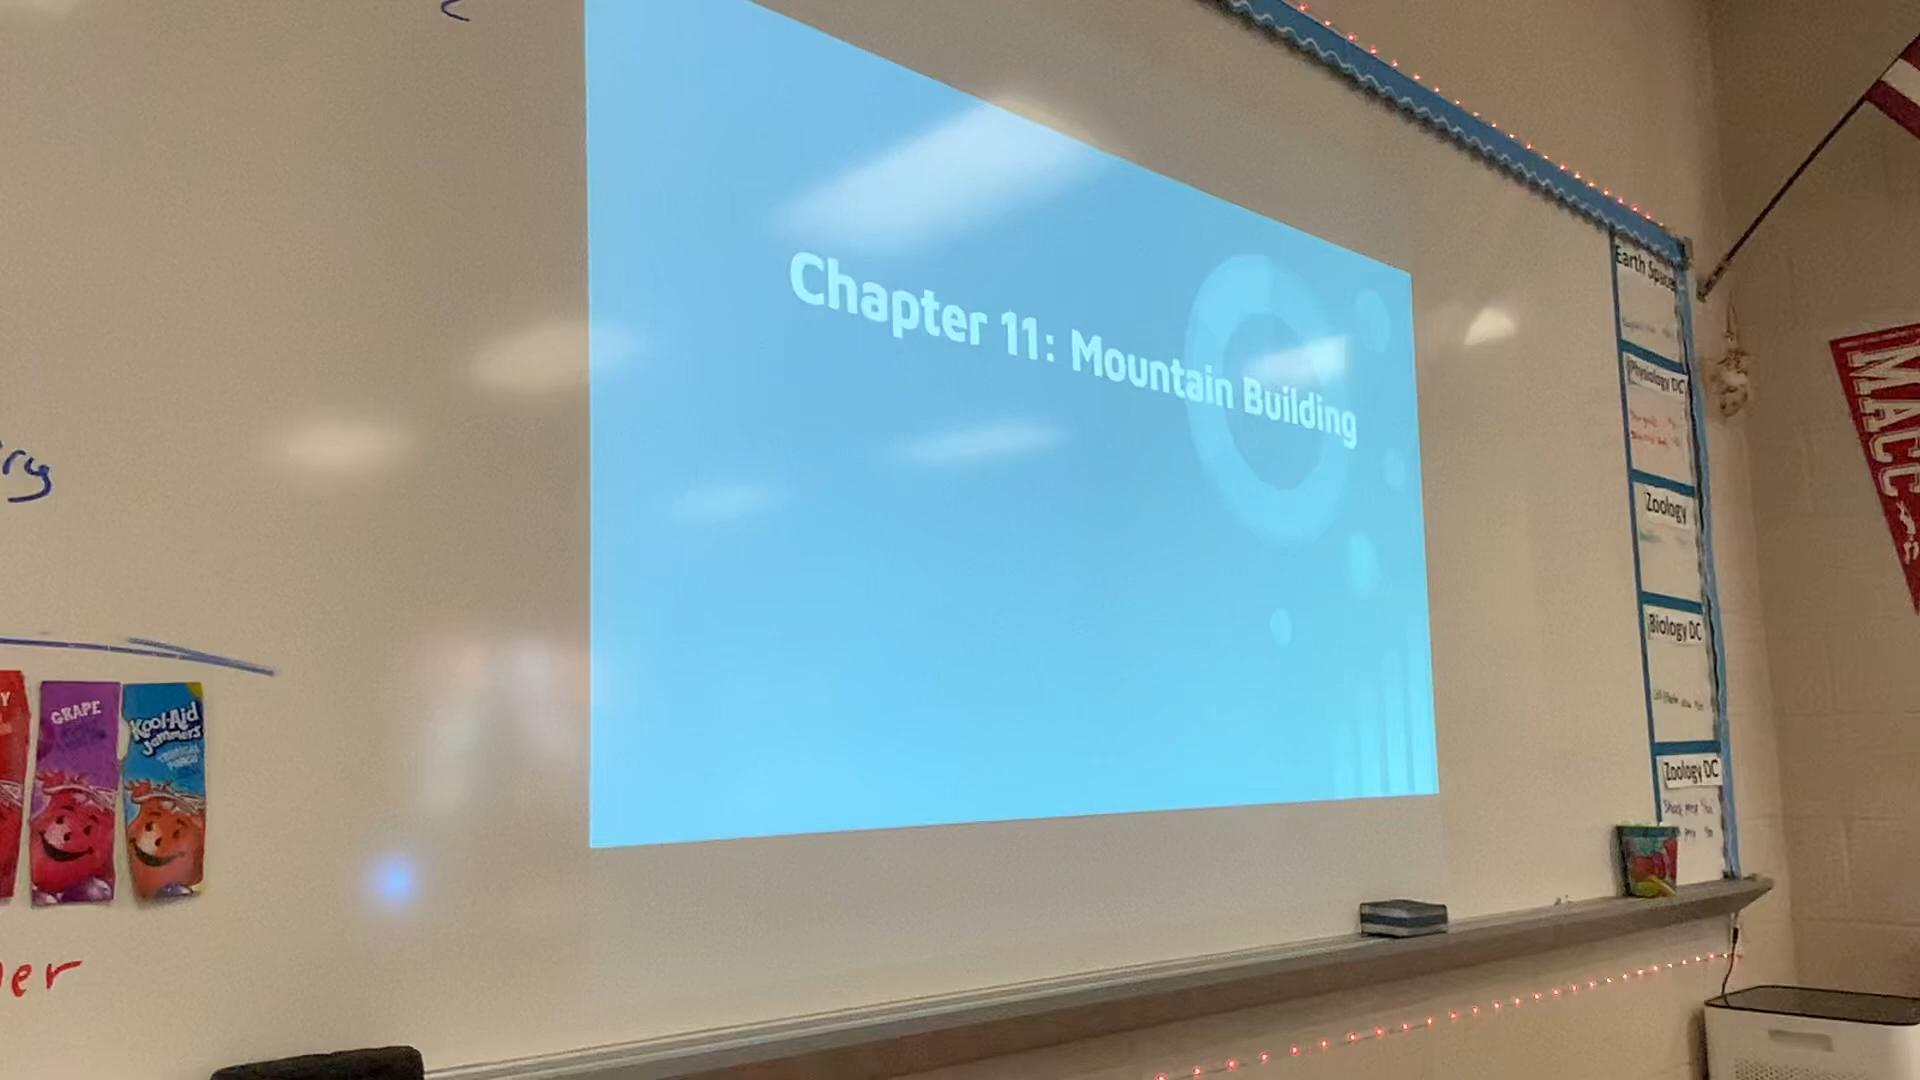 Chapter 11: Mountain Building
Earth Space
Physiology DC
Zoology
Biology DC
Zoology DC
MACC
ry
Y
GRAPE
Kool-Aid
Jammers
er